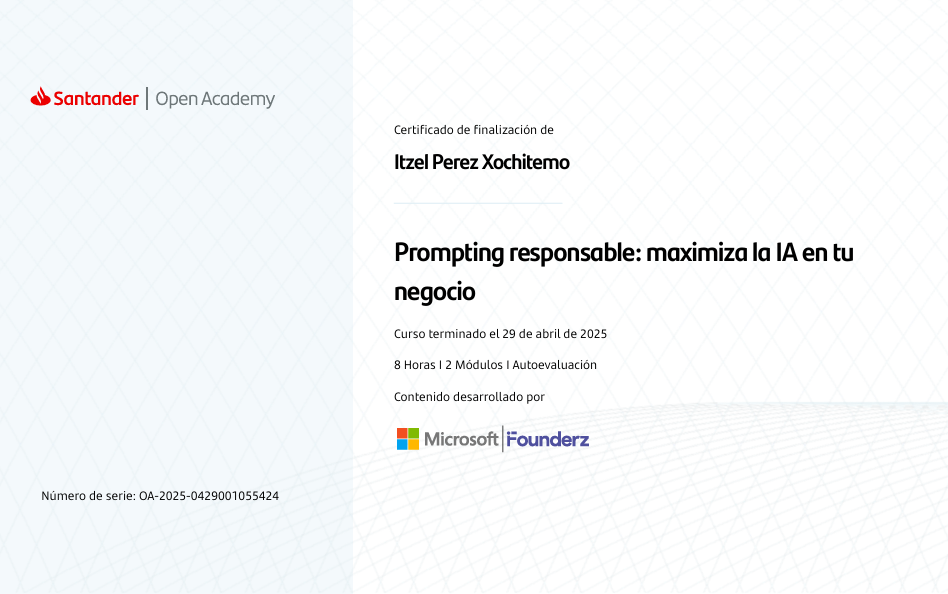 Santander | Open Academy
Certificado de finalización de
Itzel Perez Xochitemo
Prompting responsable: maximiza la IA en tu
negocio
Curso terminado el 29 de abril de 2025
8 Horas I 2 Módulos I Autoevaluación
Contenido desarrollado por
Microsoft | Founderz
Número de serie: OA-2025-0429001055424